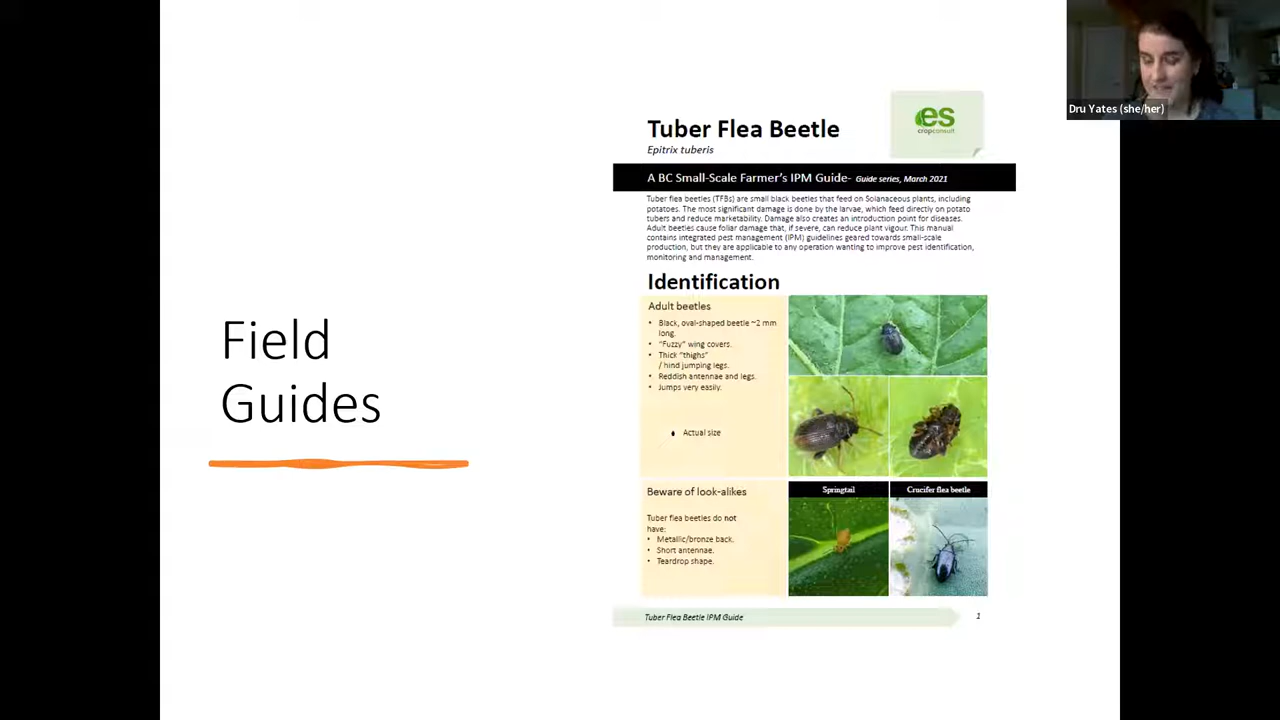 Dru Yates (she/her)
Field
Guides
es
cropconsult
Tuber Flea Beetle
Epitrix tuberis
A BC Small-Scale Farmer's IPM Guide- Guide series, March 2021
Tuber flea beetles (TFBs) are small black beetles that feed on Solanaceous plants, including
potatoes. The most significant damage is done by the larvae, which feed directly on potato
tubers and reduce marketability. Damage also creates an introduction point for diseases.
Adult beetles cause foliar damage that, if severe, can reduce plant vigour. This manual
contains integrated pest management (IPM) guidelines geared towards small-scale
production, but they are applicable to any operation wanting to improve pest identification,
monitoring and management.
Identification
Adult beetles
• Black, oval-shaped beetle ~2 mm
long.
• "Fuzzy" wing covers.
• Thick "thighs"
/ hind jumping legs.
• Reddish antennae and legs.
• Jumps very easily.
Actual size
Beware of look-alikes
Tuber flea beetles do not
have:
• Metallic/bronze back.
• Short antennae.
• Teardrop shape.
Springtail
Crucifer flea beetle
Tuber Flea Beetle IPM Guide
1